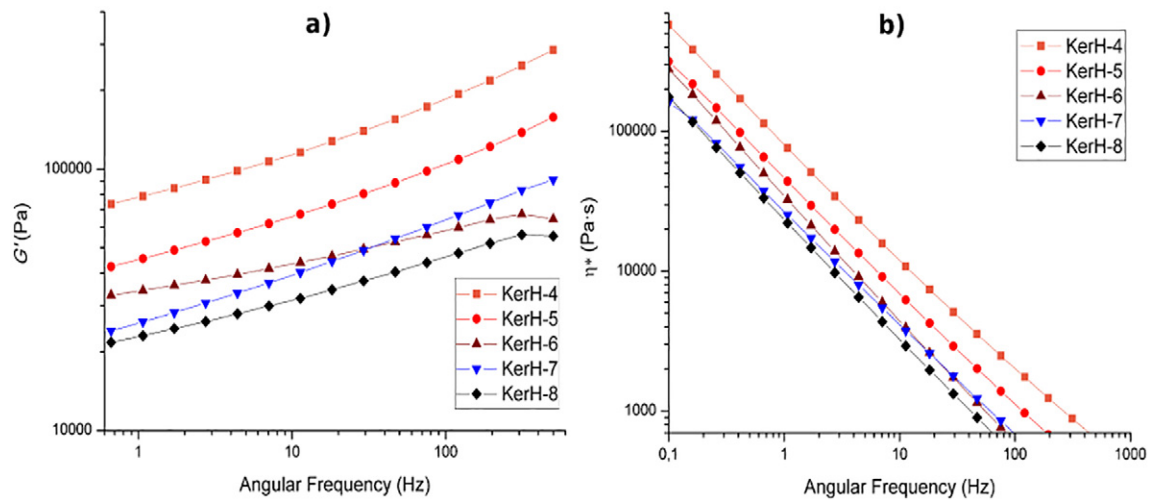 a)
G'(Pa)
100000
10000
1
10
100
Angular Frequency (Hz)
KerH-4
KerH-5
KerH-6
KerH-7
KerH-8
b)
η* (Pa·s)
100000
10000
1000
0,1
1
10
100
1000
Angular Frequency (Hz)
KerH-4
KerH-5
KerH-6
KerH-7
KerH-8